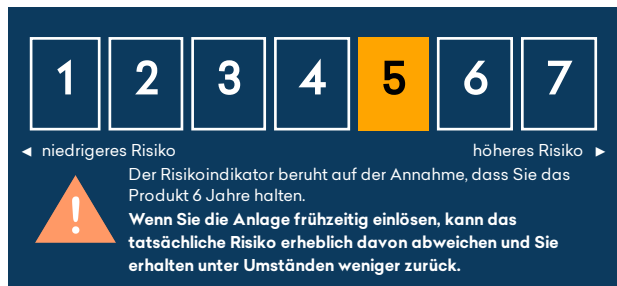 1 2 3 4 5 6 7
◄ niedrigeres Risiko höheres Risiko ►
Der Risikoindikator beruht auf der Annahme, dass Sie das
Produkt 6 Jahre halten.
Wenn Sie die Anlage frühzeitig einlösen, kann das
tatsächliche Risiko erheblich davon abweichen und Sie
erhalten unter Umständen weniger zurück.